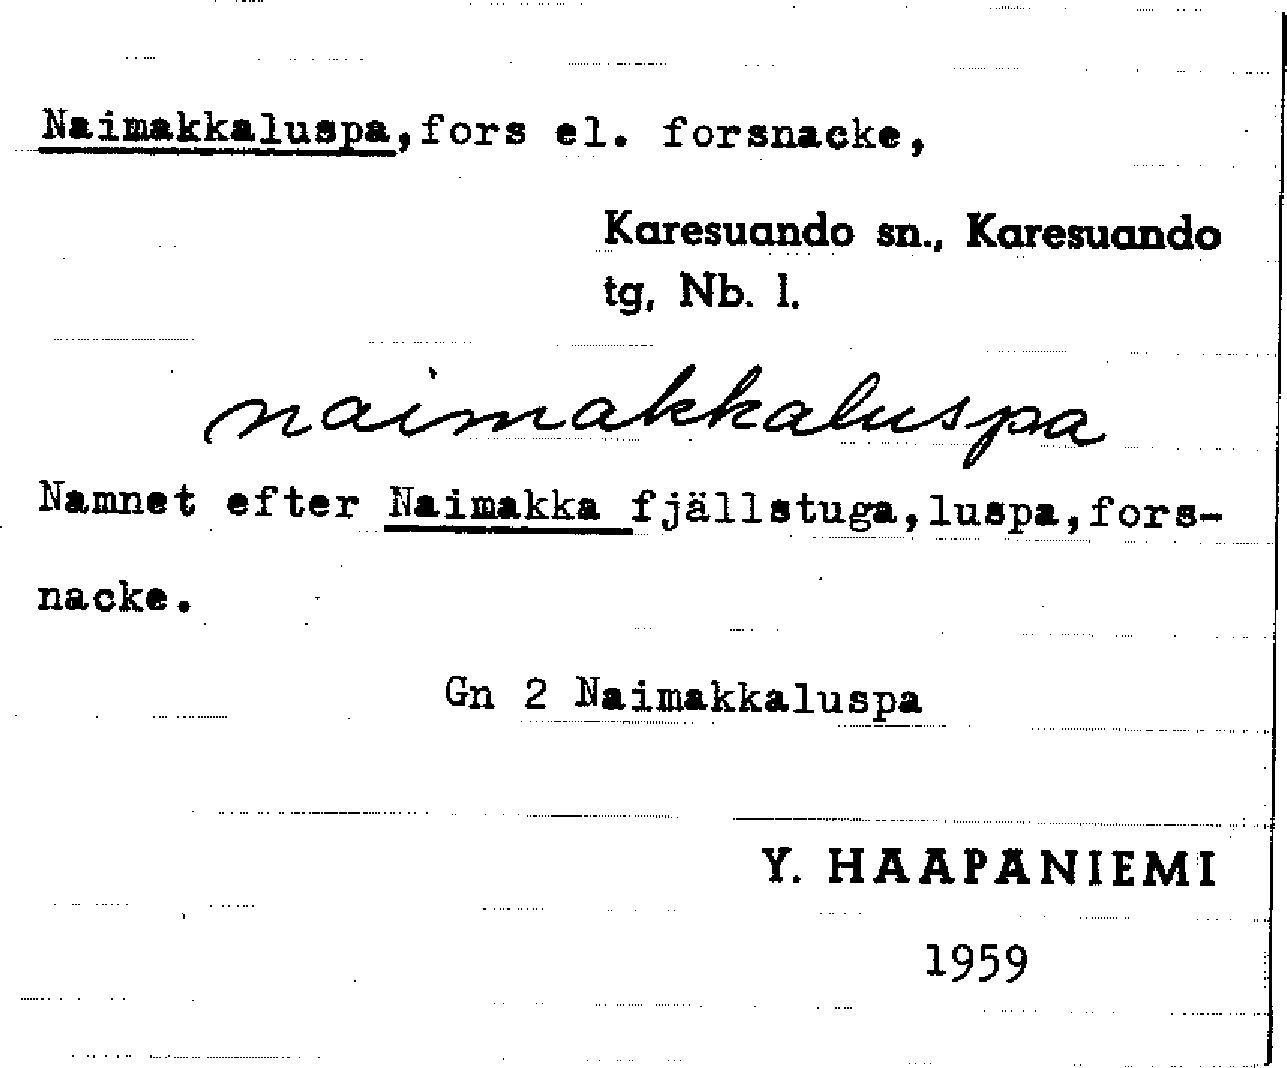 Naimakkaluspa,fors el. forsnacke,
Karesuando sn., Karesuando
tg, Nb. l.
naimakkaluspa
Namnet efter Naimakka fjällstuga,luspa,fors-
nacke.
Gn 2 Naimakkaluspa
Y. HAAPANIEMI
1959